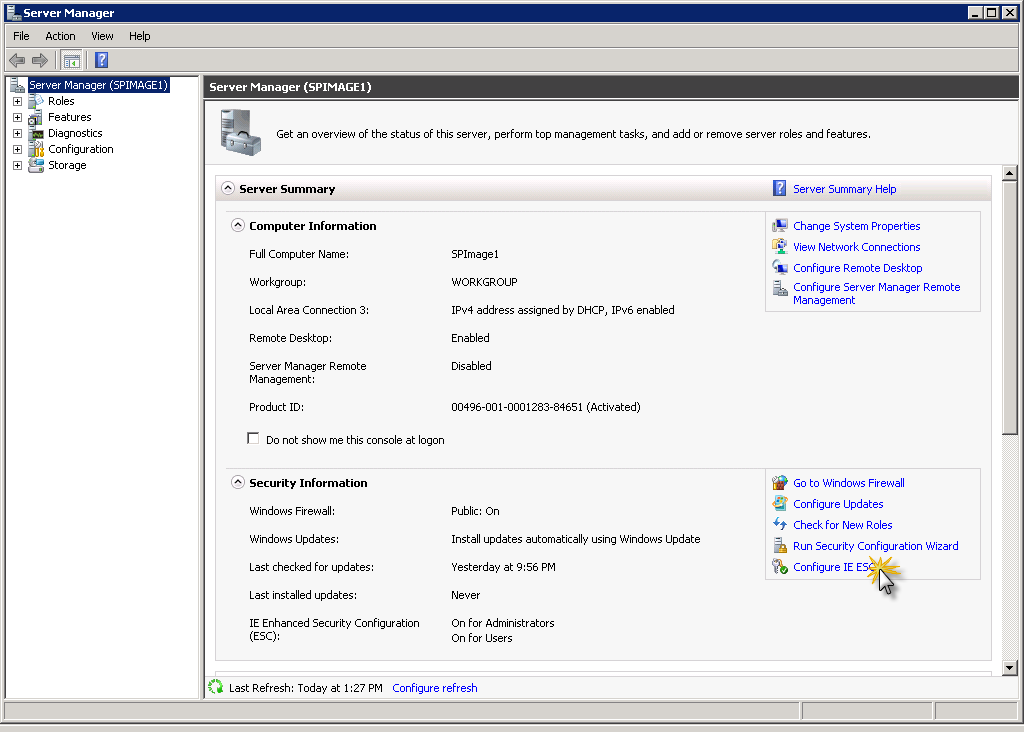 Server Manager
File Action View Help
Server Manager (SPIMAGE1)
Roles
Features
Diagnostics
Configuration
Storage
Server Manager (SPIMAGE1)
Get an overview of the status of this server, perform top management tasks, and add or remove server roles and features.
Server Summary
Server Summary Help
Computer Information
Full Computer Name: SPImage1
Workgroup: WORKGROUP
Local Area Connection 3: IPv4 address assigned by DHCP, IPv6 enabled
Remote Desktop: Enabled
Server Manager Remote Disabled
Management:
Product ID: 00496-001-0001283-84651 (Activated)
Do not show me this console at logon
Change System Properties
View Network Connections
Configure Remote Desktop
Configure Server Manager Remote
Management
Security Information
Windows Firewall: Public: On
Windows Updates: Install updates automatically using Windows Update
Last checked for updates: Yesterday at 9:56 PM
Last installed updates: Never
IE Enhanced Security Configuration On for Administrators
(ESC): On for Users
Go to Windows Firewall
Configure Updates
Check for New Roles
Run Security Configuration Wizard
Configure IE ESC
Last Refresh: Today at 1:27 PM Configure refresh